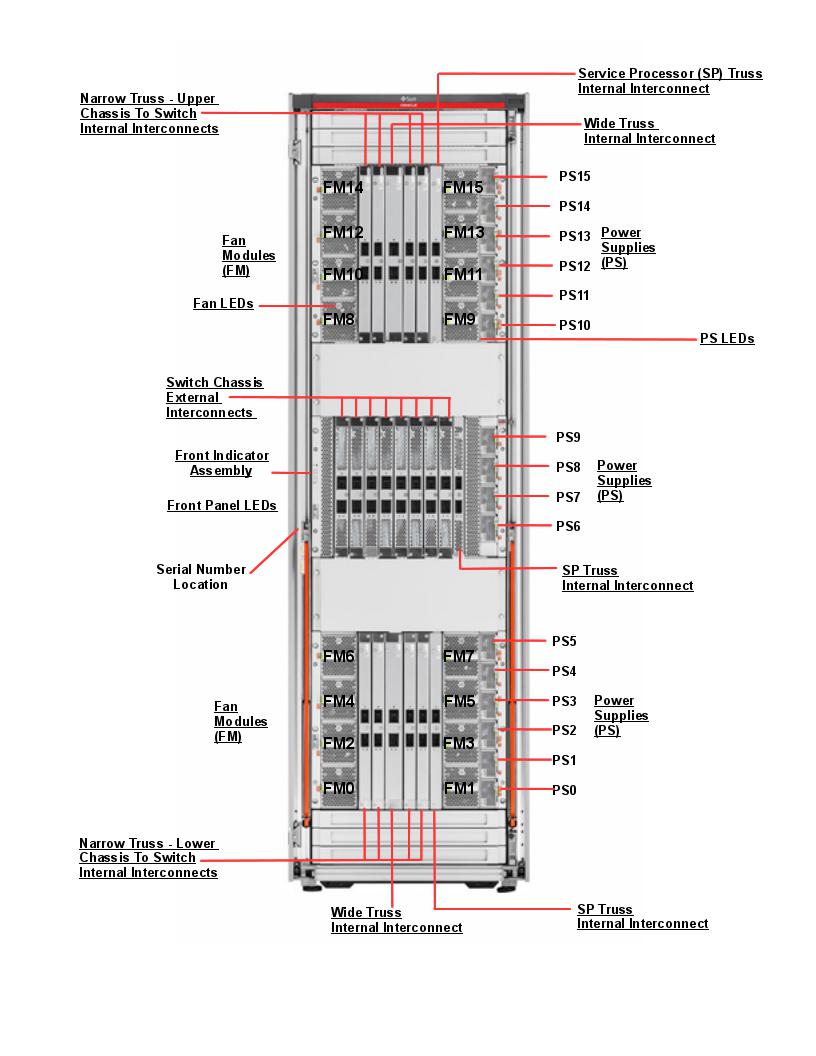 Service Processor (SP) Truss
Internal Interconnect
Narrow Truss - Upper
Chassis To Switch
Internal Interconnects
Sun
ORACLE
Wide Truss
Internal Interconnect
PS15
FM14
FM15
PS14
FM12
FM13
PS13
Power
Supplies
(PS)
Fan
Modules
(FM)
PS12
FM10
FM11
PS11
Fan LEDs
FM8
FM9
PS10
PS LEDs
Switch Chassis
External
Interconnects
PS9
Front Indicator
Assembly
PS8
Power
Supplies
(PS)
PS7
Front Panel LEDs
PS6
Serial Number
Location
SP Truss
Internal Interconnect
PS5
FM6
FM7
PS4
FM4
FM5
PS3
Power
Supplies
(PS)
Fan
Modules
(FM)
PS2
FM2
FM3
PS1
FM0
FM1
PS0
Narrow Truss - Lower
Chassis To Switch
Internal Interconnects
Wide Truss
Internal Interconnect
SP Truss
Internal Interconnect